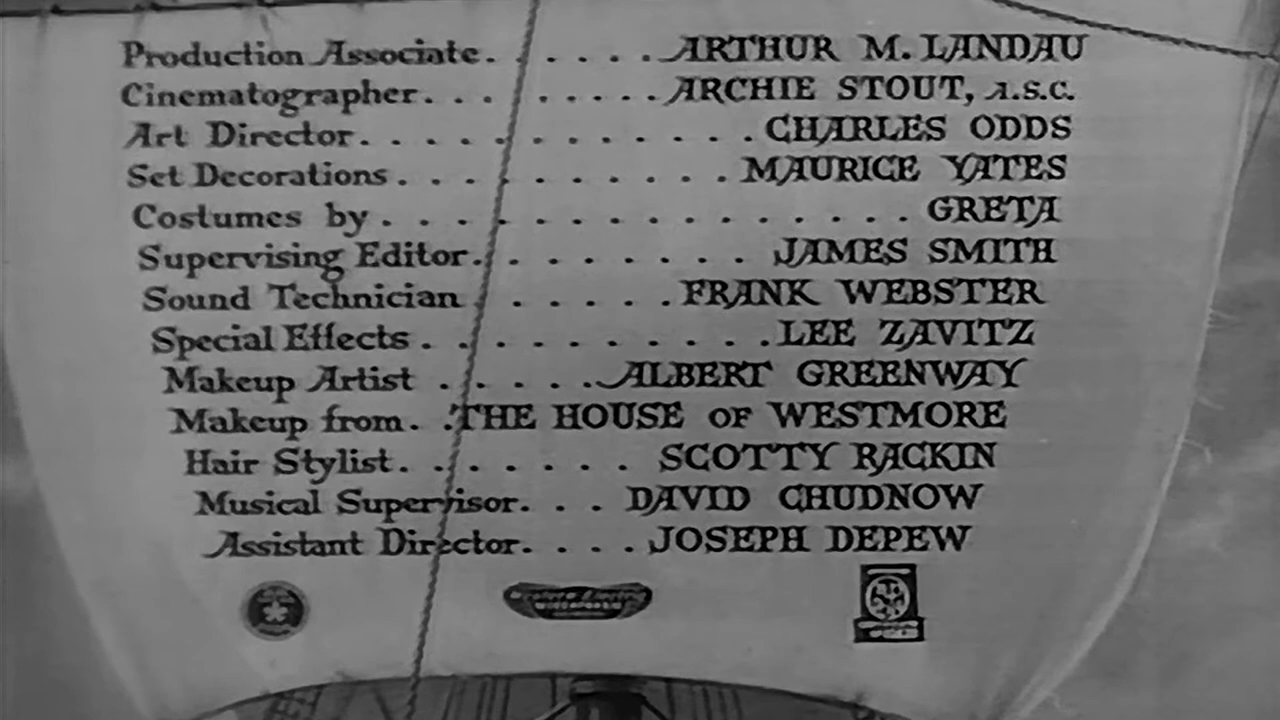 Production Associate. . . . . . ARTHUR M. LANDAU
Cinematographer. . . . . . . . . ARCHIE STOUT, A.S.C.
Art Director. . . . . . . . . . . . . CHARLES ODDS
Set Decorations . . . . . . . . . . MAURICE YATES
Costumes by . . . . . . . . . . . . . . . . GRETA
Supervising Editor. . . . . . . . JAMES SMITH
Sound Technician . . . . . . FRANK WEBSTER
Special Effects . . . . . . . . . . LEE ZAVITZ
Makeup Artist . . . . . . ALBERT GREENWAY
Makeup from. . THE HOUSE OF WESTMORE
Hair Stylist. . . . . . . . SCOTTY RACKIN
Musical Supervisor. . . . DAVID CHUDNOW
Assistant Director. . . . . JOSEPH DEPEW
Western Electric